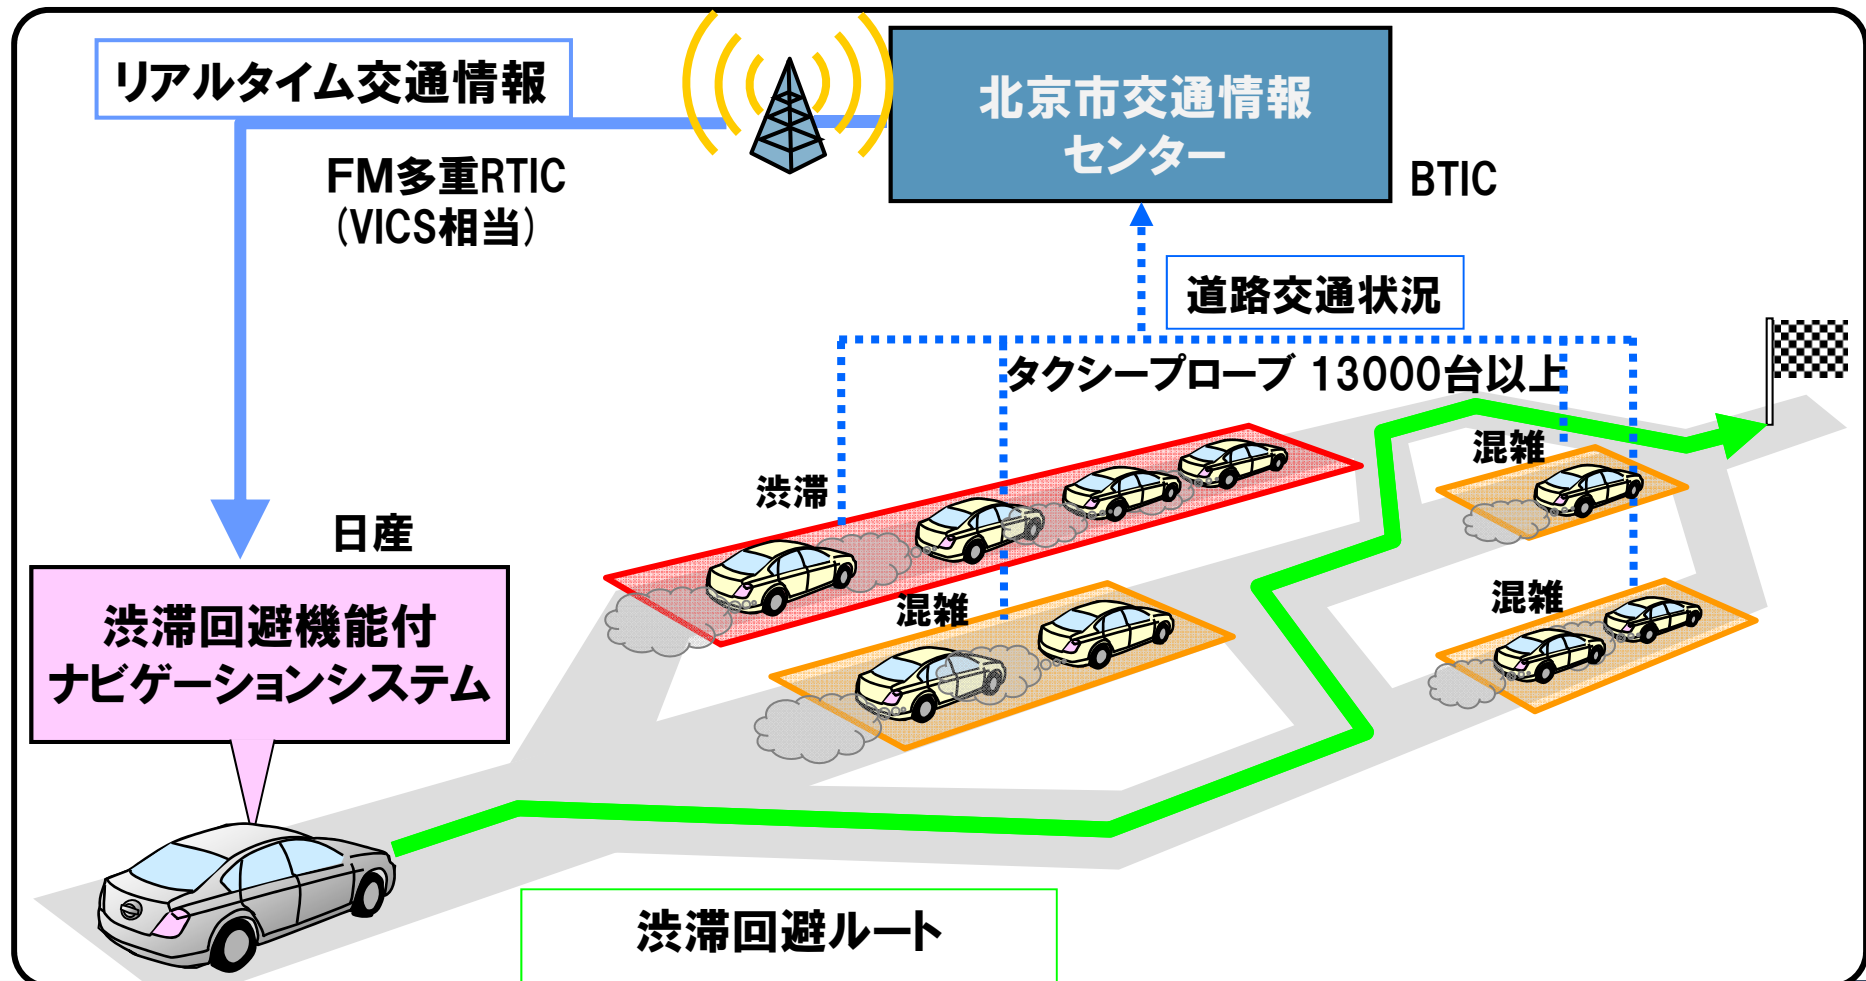 リアルタイム交通情報
北京市交通情報
センター
FM多重RTIC
(VICS相当)
BTIC
道路交通状況
タクシープローブ 13000台以上
混雑
渋滞
日産
混雑
混雑
渋滞回避機能付
ナビゲーションシステム
渋滞回避ルート